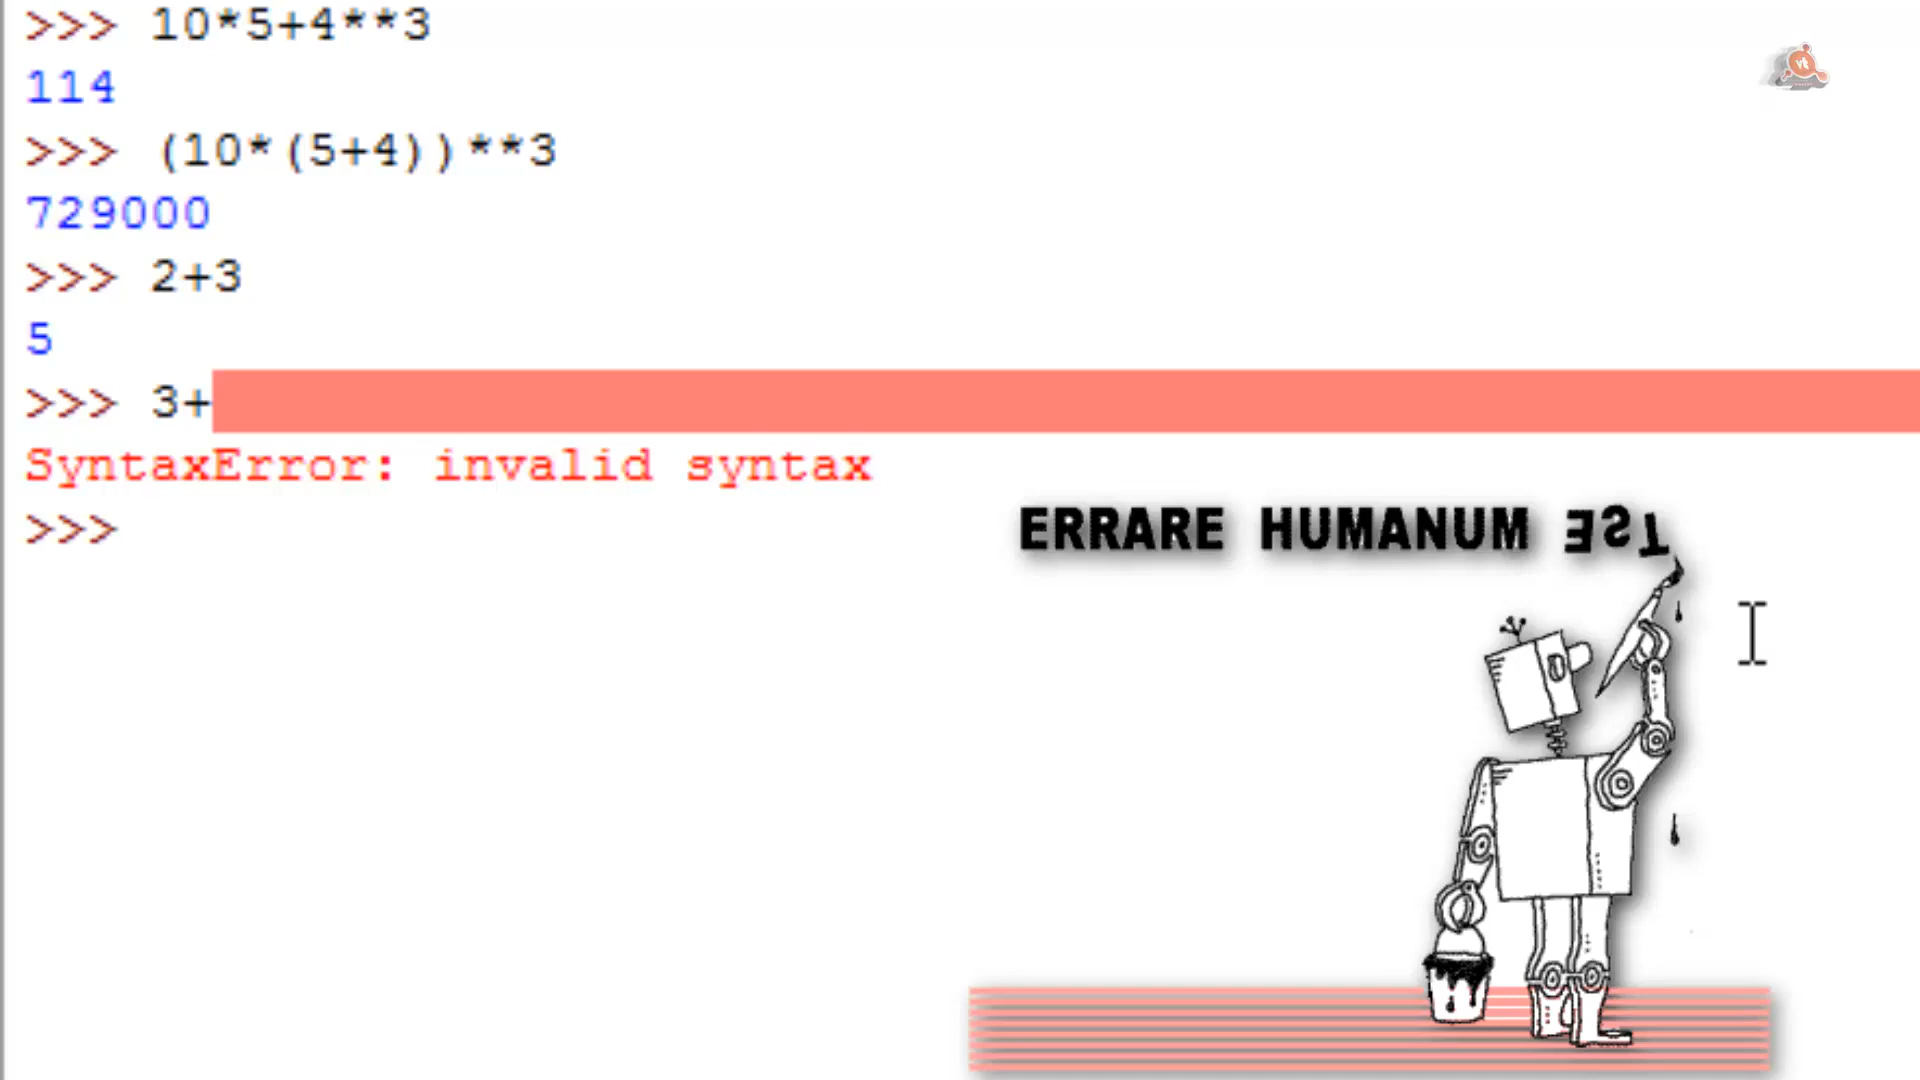 >>> 10*5+4**3
114
>>> (10*(5+4))**3
729000
>>> 2+3
5
>>> 3+
SyntaxError: invalid syntax
>>>
ERRARE HUMANUM EST
vt